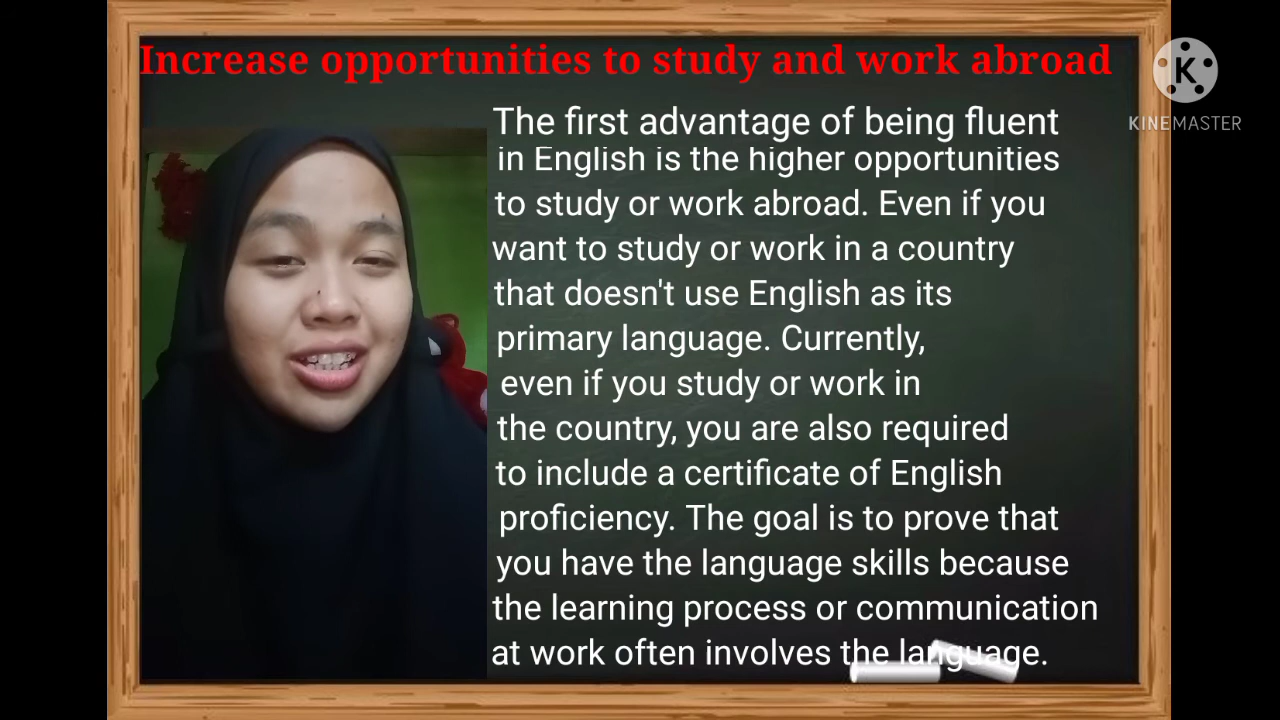 Increase opportunities to study and work abroad
K
KINEMASTER
The first advantage of being fluent
in English is the higher opportunities
to study or work abroad. Even if you
want to study or work in a country
that doesn't use English as its
primary language. Currently,
even if you study or work in
the country, you are also required
to include a certificate of English
proficiency. The goal is to prove that
you have the language skills because
the learning process or communication
at work often involves the language.